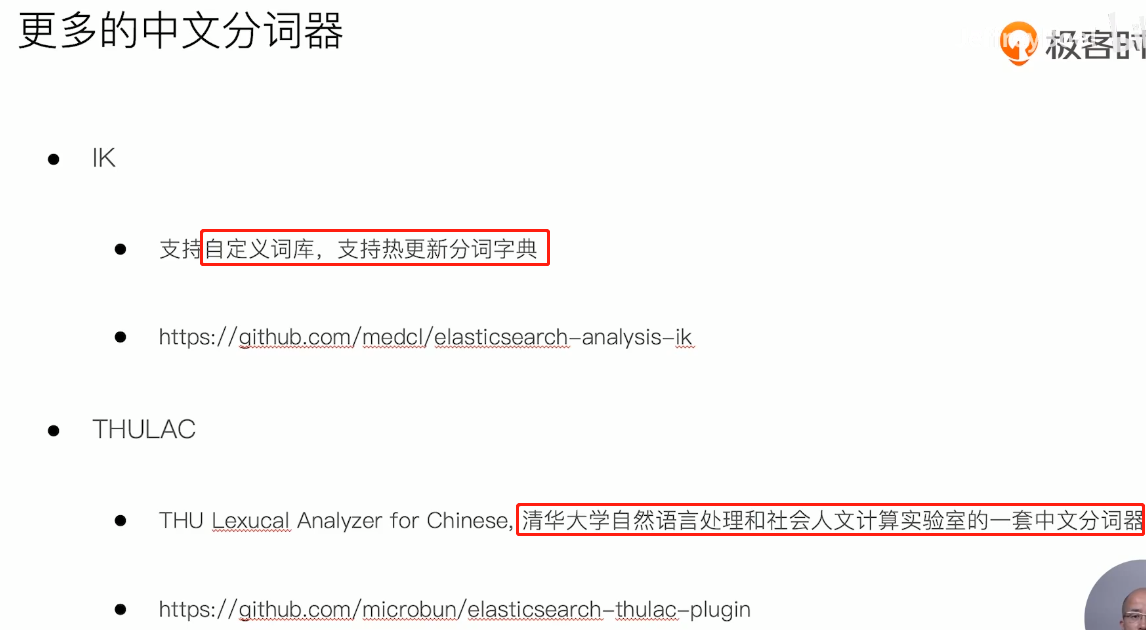 更多的中文分词器
极客时
IK
支持自定义词库，支持热更新分词字典
https://github.com/medcl/elasticsearch-analysis-ik
THULAC
THU Lexucal Analyzer for Chinese, 清华大学自然语言处理和社会人文计算实验室的一套中文分词器
https://github.com/microbun/elasticsearch-thulac-plugin